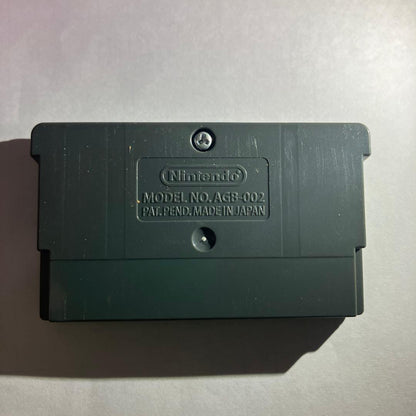 Nintendo
MODEL NO. AGB-002
PAT. PEND. MADE IN JAPAN